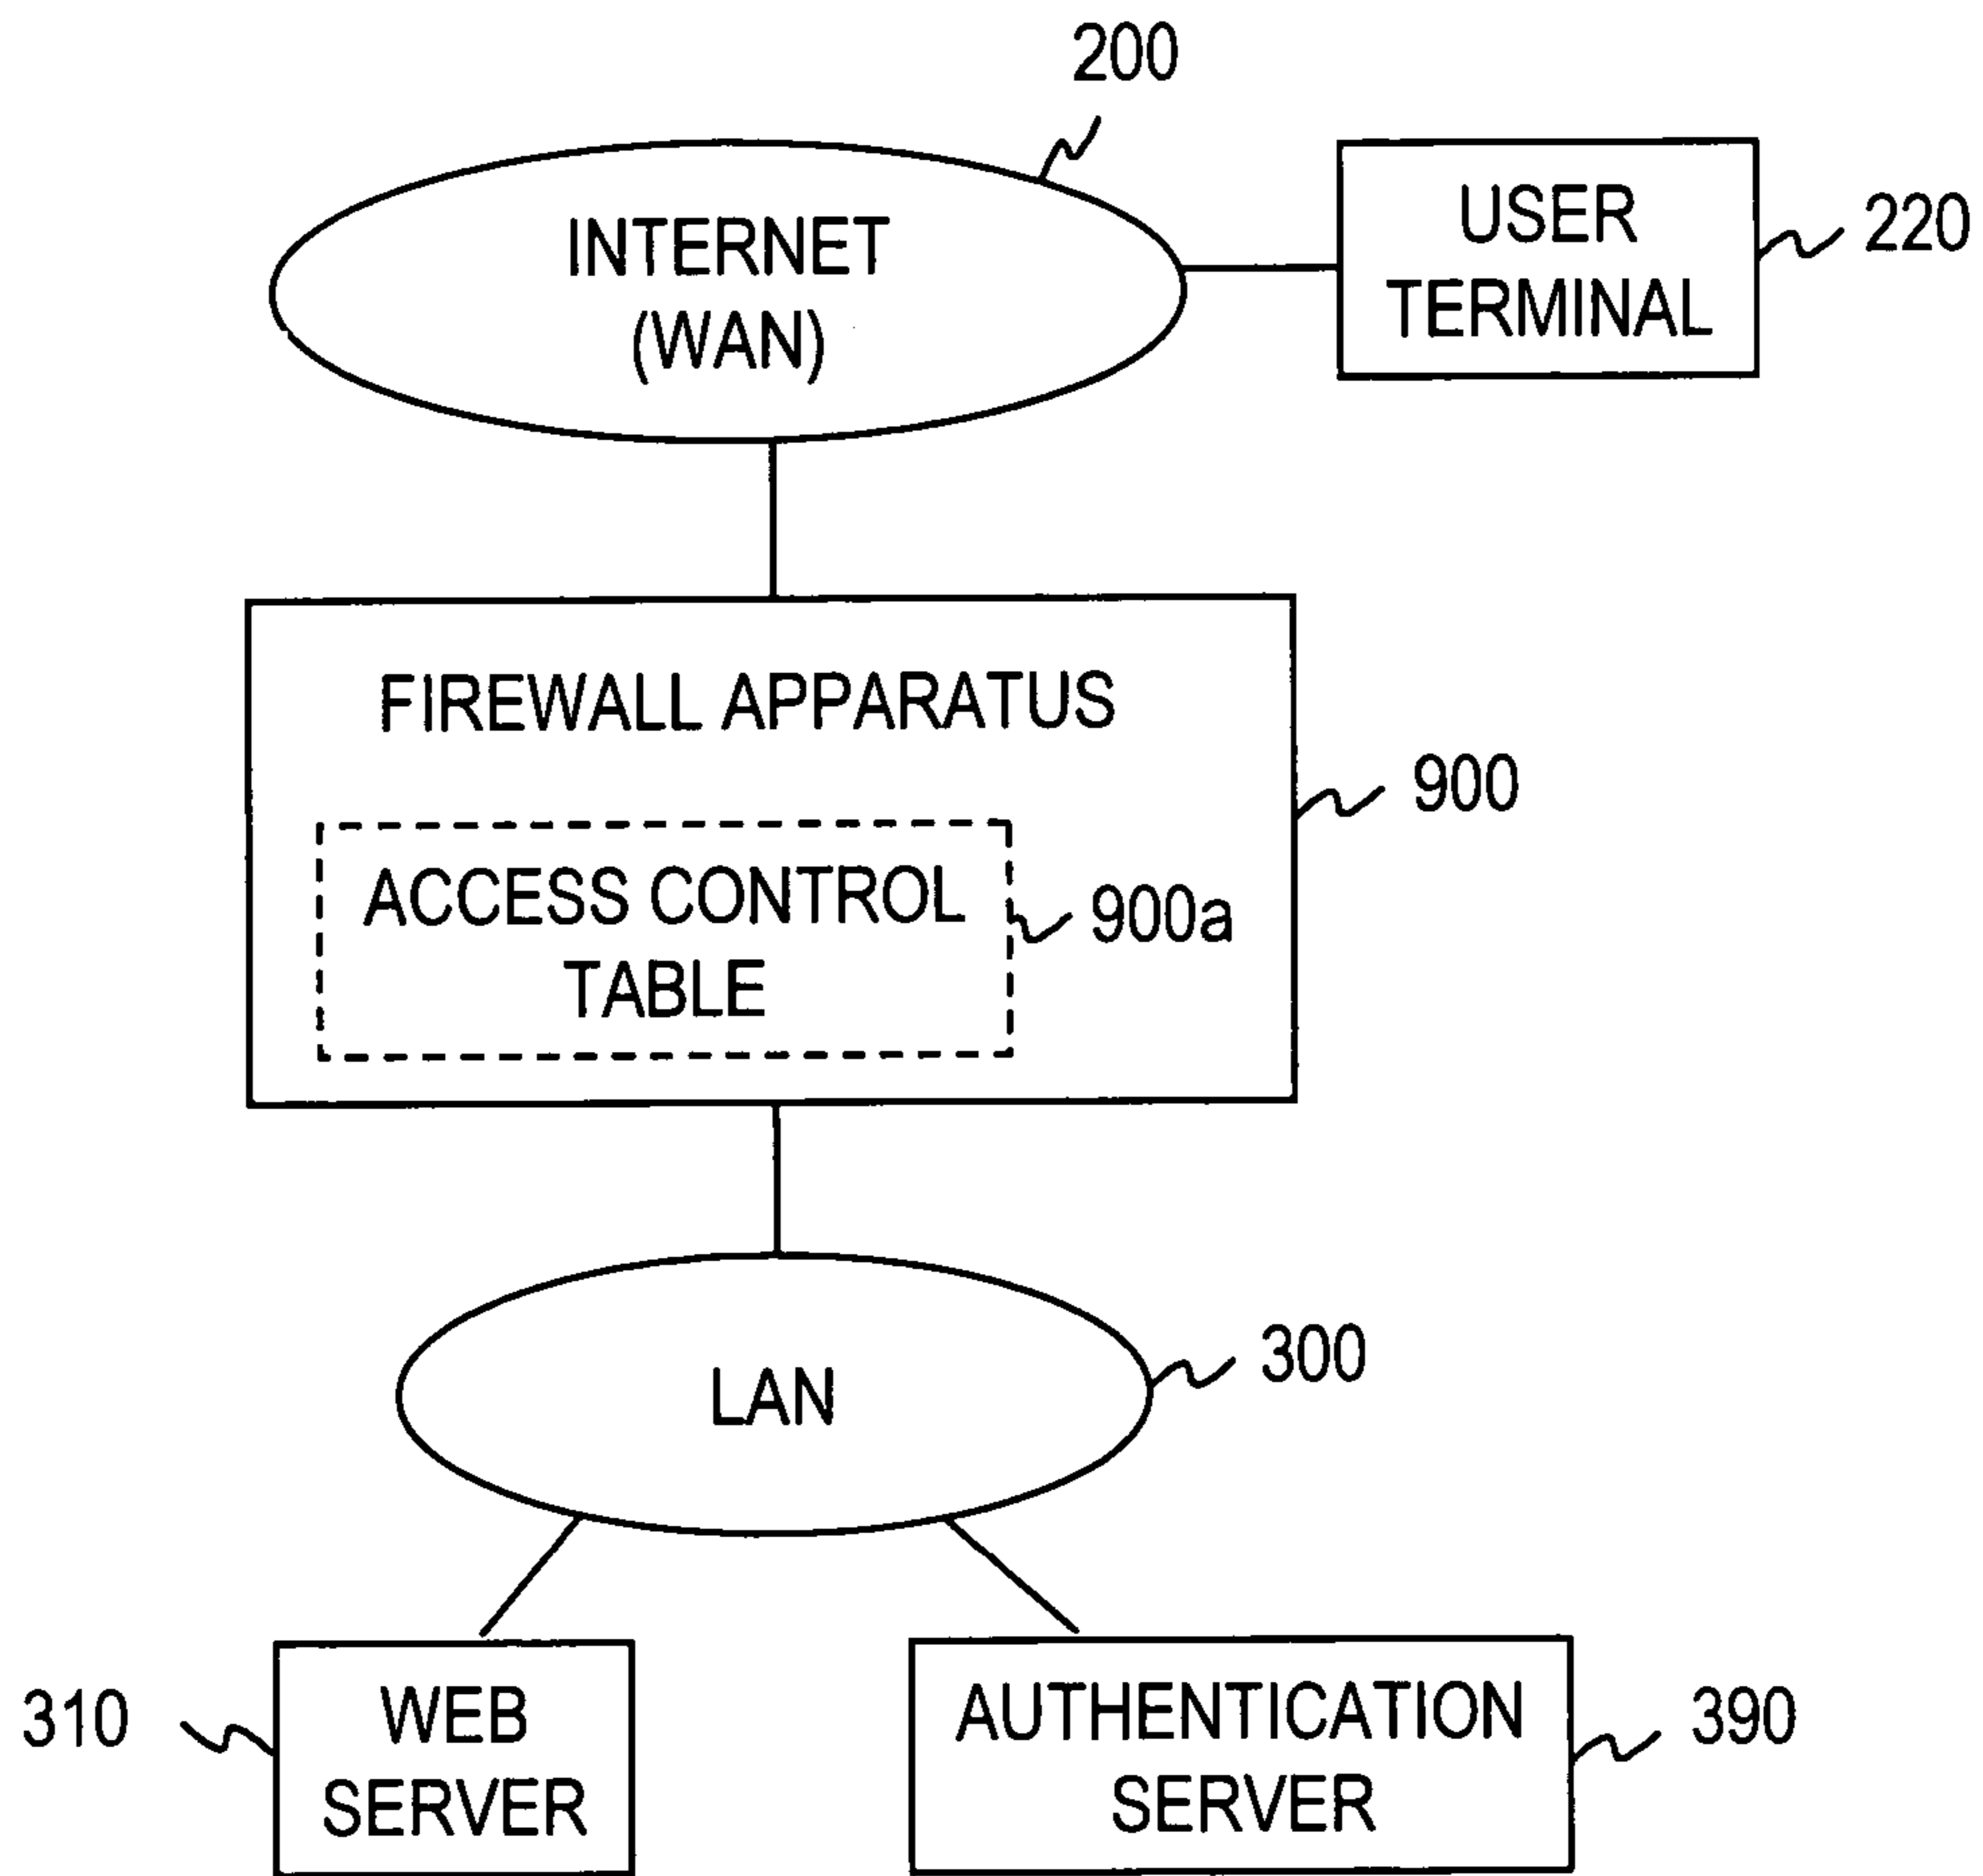 200
INTERNET
(WAN)
USER
TERMINAL
220
FIREWALL APPARATUS
900
ACCESS CONTROL
TABLE
900a
LAN
300
310
WEB
SERVER
AUTHENTICATION
SERVER
390